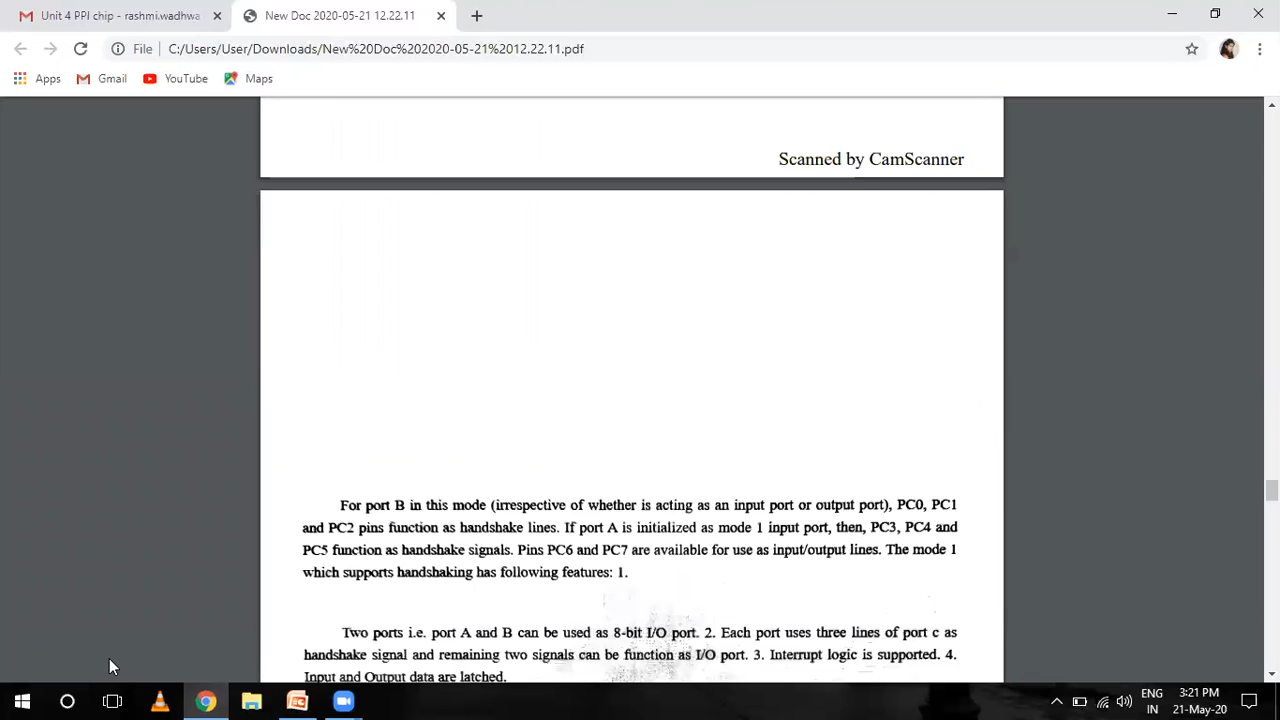 Unit 4 PPI chip - rashmi.wadhwa
New Doc 2020-05-21 12.22.11
File
C:/Users/User/Downloads/New%20Doc%202020-05-21%2012.22.11.pdf
Apps
Gmail
YouTube
Maps
Scanned by CamScanner
For port B in this mode (irrespective of whether is acting as an input port or output port), PC0, PC1
and PC2 pins function as handshake lines. If port A is initialized as mode 1 input port, then, PC3, PC4 and
PC5 function as handshake signals. Pins PC6 and PC7 are available for use as input/output lines. The mode 1
which supports handshaking has following features: 1.
Two ports i.e. port A and B can be used as 8-bit I/O port. 2. Each port uses three lines of port c as
handshake signal and remaining two signals can be function as I/O port. 3. Interrupt logic is supported. 4.
Input and Output data are latched.
ENG
IN
3:21 PM
21-May-20